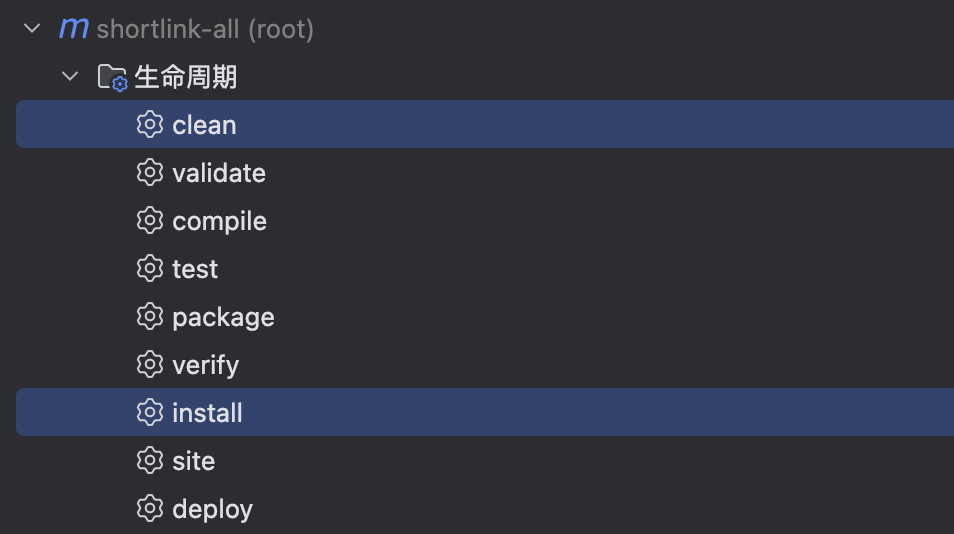 m shortlink-all (root)
生命周期
clean
validate
compile
test
package
verify
install
site
deploy